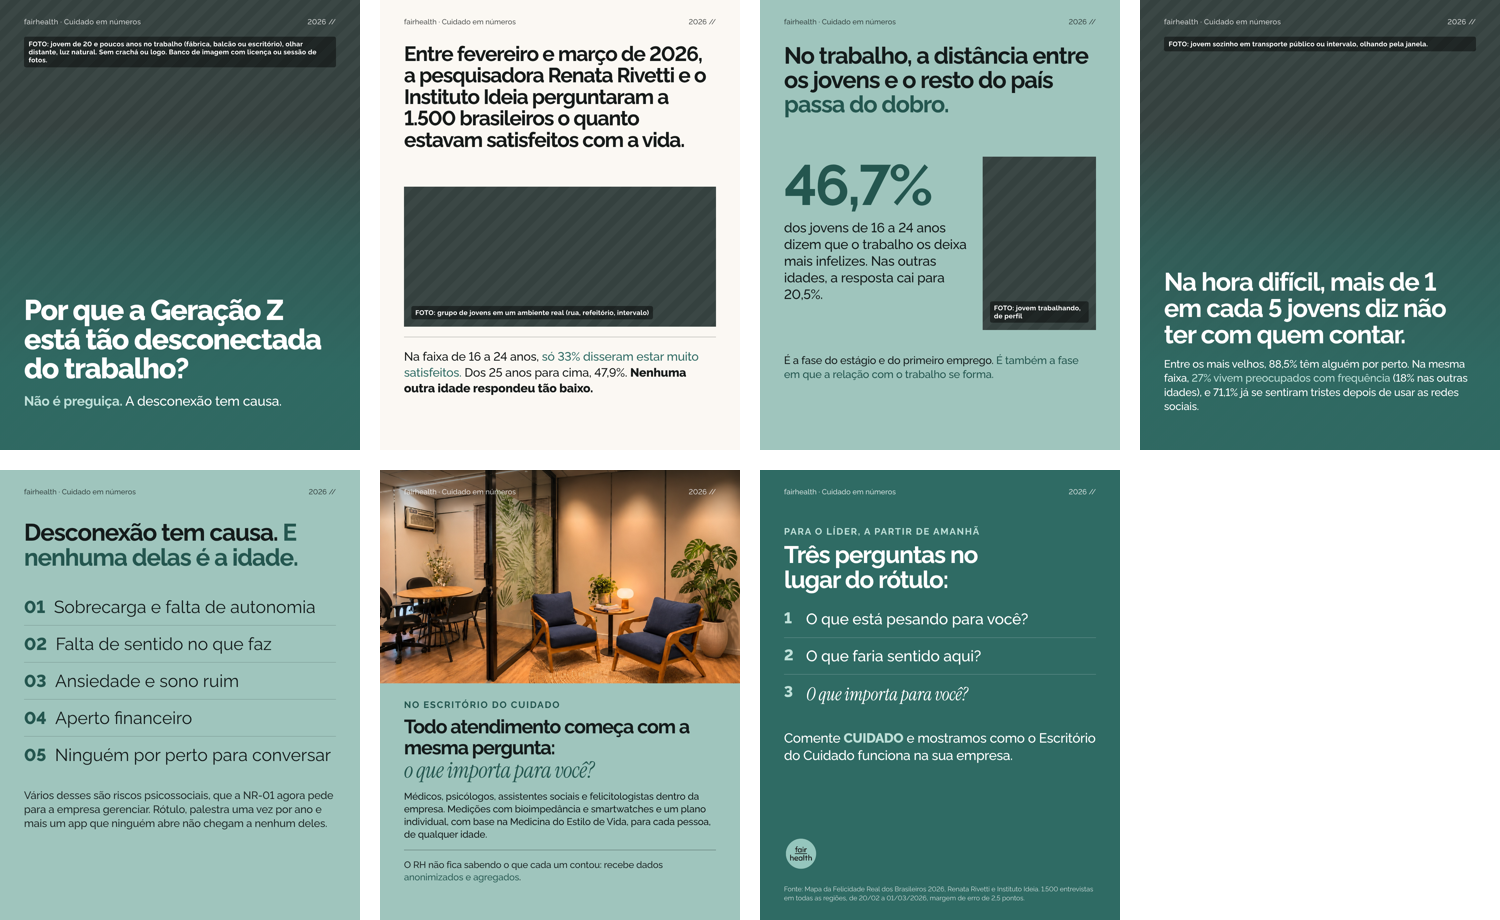 fairhealth · Cuidado em números
2026 //
FOTO: jovem de 20 e poucos anos no trabalho (fábrica, balcão ou escritório), olhar
distante, luz natural. Sem crachá ou logo. Banco de imagem com licença ou sessão de
fotos.
Por que a Geração Z
está tão desconectada
do trabalho?
Não é preguiça. A desconexão tem causa.
fairhealth · Cuidado em números
2026 //
Entre fevereiro e março de 2026,
a pesquisadora Renata Rivetti e o
Instituto Ideia perguntaram a
1.500 brasileiros o quanto
estavam satisfeitos com a vida.
FOTO: grupo de jovens em um ambiente real (rua, refeitório, intervalo)
Na faixa de 16 a 24 anos, só 33% disseram estar muito
satisfeitos. Dos 25 anos para cima, 47,9%. Nenhuma
outra idade respondeu tão baixo.
fairhealth · Cuidado em números
2026 //
No trabalho, a distância entre
os jovens e o resto do país
passa do dobro.
46,7%
dos jovens de 16 a 24 anos
dizem que o trabalho os deixa
mais infelizes. Nas outras
idades, a resposta cai para
20,5%.
FOTO: jovem trabalhando,
de perfil
É a fase do estágio e do primeiro emprego. É também a fase
em que a relação com o trabalho se forma.
fairhealth · Cuidado em números
2026 //
FOTO: jovem sozinho em transporte público ou intervalo, olhando pela janela.
Na hora difícil, mais de 1
em cada 5 jovens diz não
ter com quem contar.
Entre os mais velhos, 88,5% têm alguém por perto. Na mesma
faixa, 27% vivem preocupados com frequência (18% nas outras
idades), e 71,1% já se sentiram tristes depois de usar as redes
sociais.
fairhealth · Cuidado em números
2026 //
Desconexão tem causa. E
nenhuma delas é a idade.
01 Sobrecarga e falta de autonomia
02 Falta de sentido no que faz
03 Ansiedade e sono ruim
04 Aperto financeiro
05 Ninguém por perto para conversar
Vários desses são riscos psicossociais, que a NR-01 agora pede
para a empresa gerenciar. Rótulo, palestra uma vez por ano e
mais um app que ninguém abre não chegam a nenhum deles.
fairhealth · Cuidado em números
2026 //
NO ESCRITÓRIO DO CUIDADO
Todo atendimento começa com a
mesma pergunta:
o que importa para você?
Médicos, psicólogos, assistentes sociais e felicitologistas dentro da
empresa. Medições com bioimpedância e smartwatches e um plano
individual, com base na Medicina do Estilo de Vida, para cada pessoa,
de qualquer idade.
O RH não fica sabendo o que cada um contou: recebe dados
anonimizados e agregados.
fairhealth · Cuidado em números
2026 //
PARA O LÍDER, A PARTIR DE AMANHÃ
Três perguntas no
lugar do rótulo:
1 O que está pesando para você?
2 O que faria sentido aqui?
3 O que importa para você?
Comente CUIDADO e mostramos como o Escritório
do Cuidado funciona na sua empresa.
fair
health
Fonte: Mapa da Felicidade Real dos Brasileiros 2026, Renata Rivetti e Instituto Ideia. 1.500 entrevistas
em todas as regiões, de 20/02 a 01/03/2026, margem de erro de 2,5 pontos.